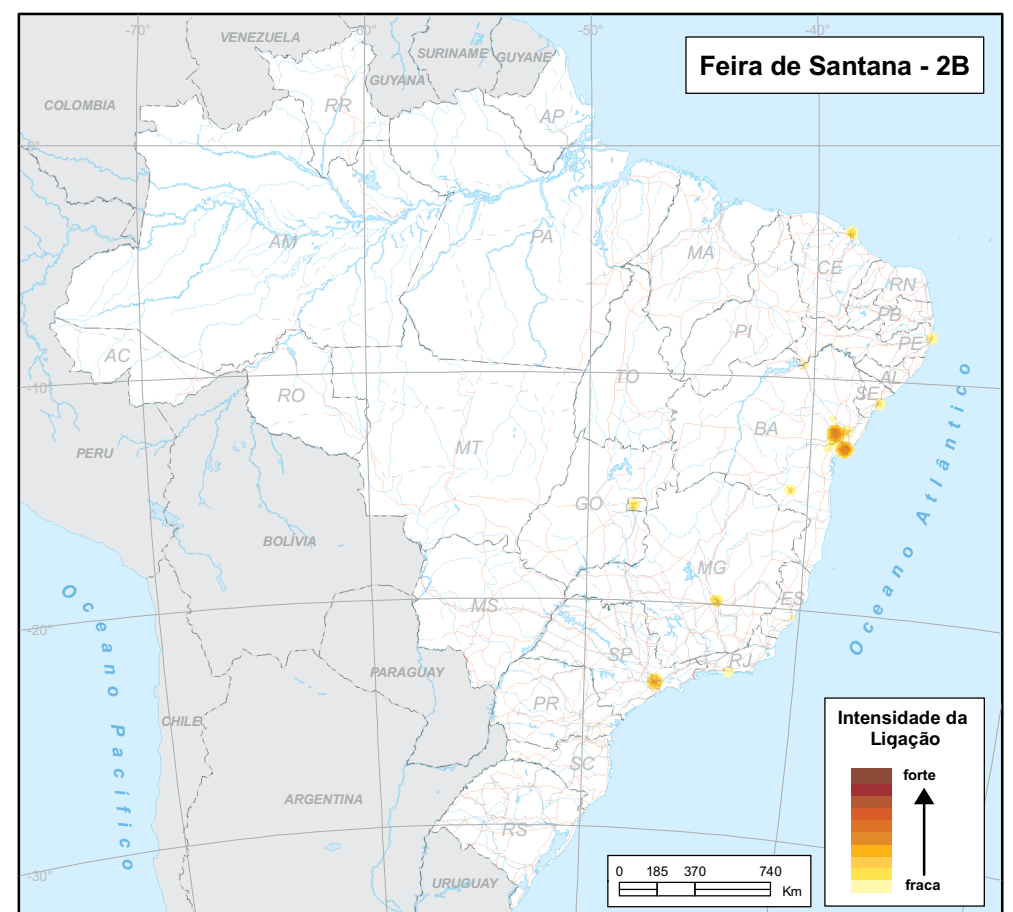 -70°
-60°
-50°
-40°
Feira de Santana - 2B
VENEZUELA
SURINAME
GUYANE
GUYANA
COLOMBIA
RR
AP
0°
AM
PA
MA
CE
RN
PB
PE
PI
AL
SE
AC
-10°
TO
RO
BA
PERU
MT
GO
BOLÍVIA
MG
ES
MS
-20°
SP
RJ
PARAGUAY
PR
CHILE
SC
ARGENTINA
RS
URUGUAY
-30°
Oceano Atlântico
Oceano Pacífico
Intensidade da
Ligação
forte
fraca
0 185 370 740
Km